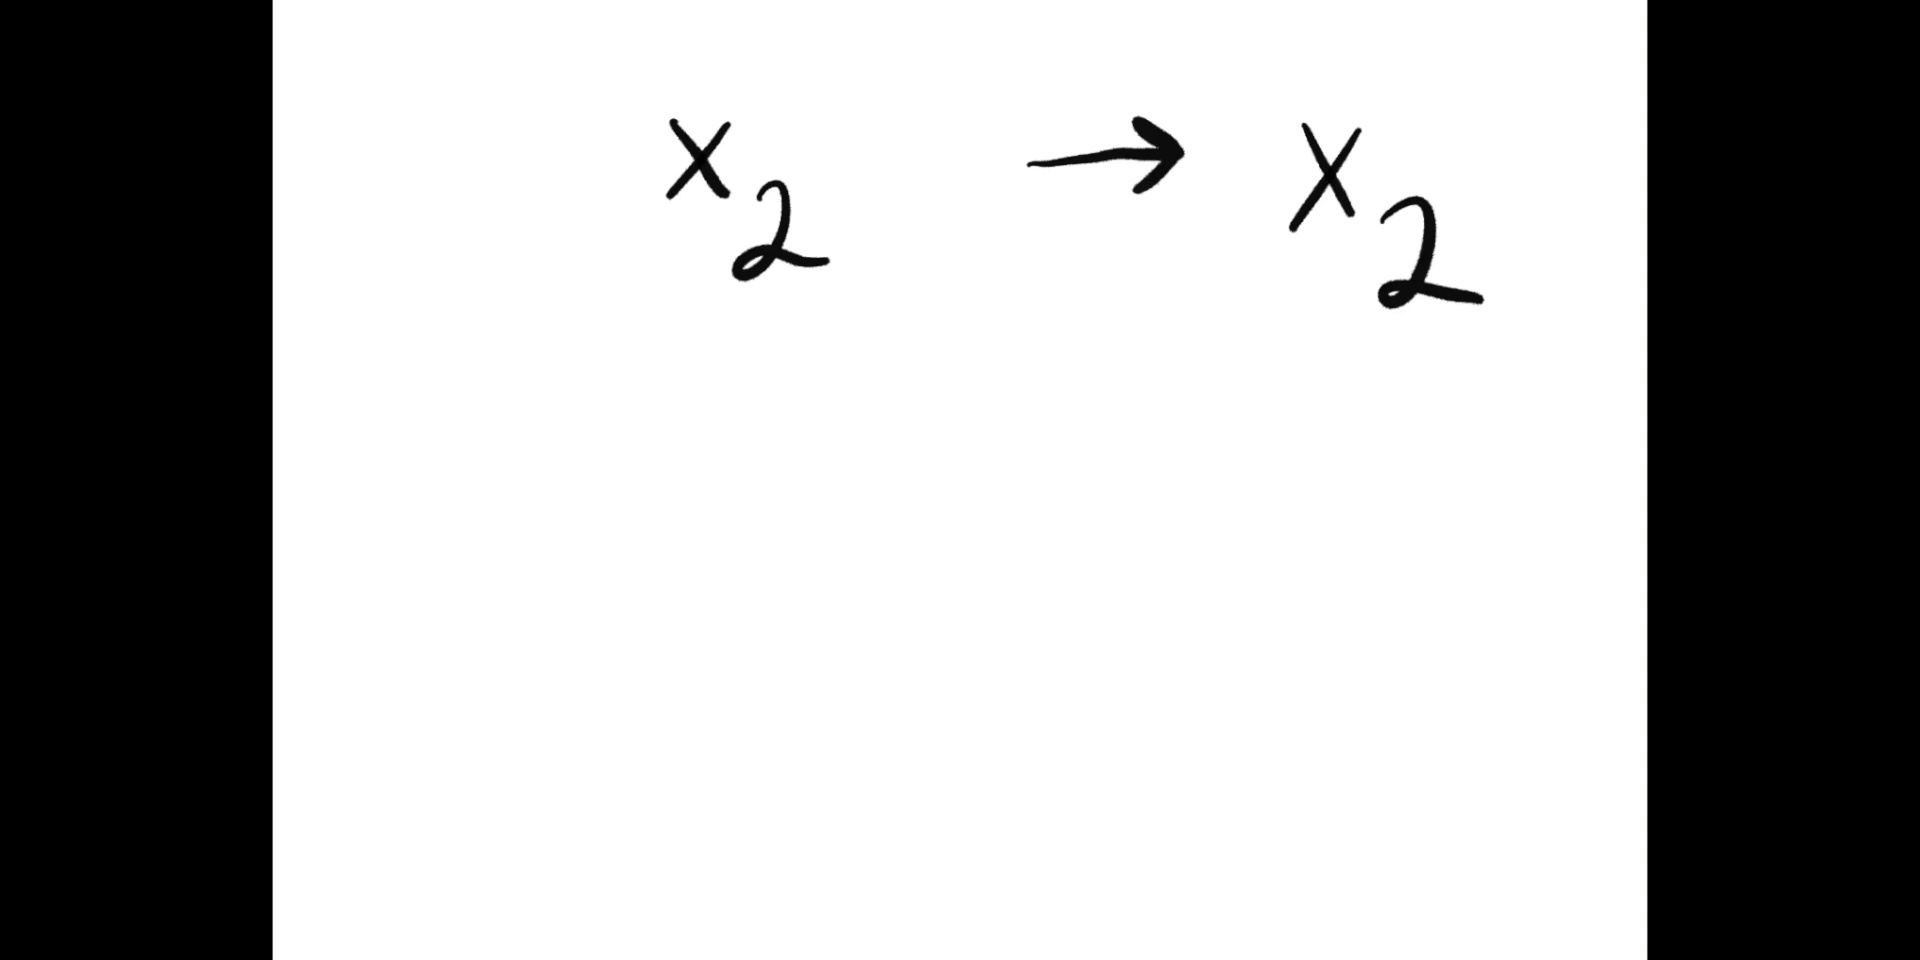 x₂ → x₂